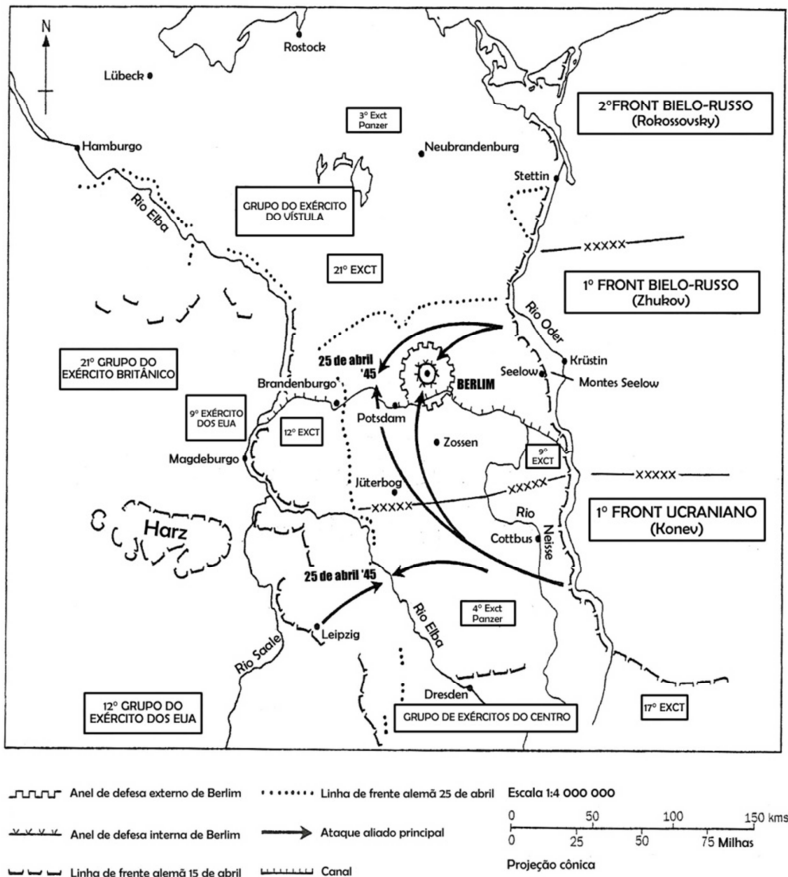 N
Rostock
Lübeck
3º Exct
Panzer
2ºFRONT BIELO-RUSSO
(Rokossovsky)
Hamburgo
Neubrandenburg
Stettin
Rio Elba
GRUPO DO EXÉRCITO
DO VÍSTULA
XXXXX
21º EXCT
1º FRONT BIELO-RUSSO
(Zhukov)
Rio Oder
21º GRUPO DO
EXÉRCITO BRITÂNICO
25 de abril
'45
Brandenburgo
BERLIM
Seelow
Krüstin
Montes Seelow
9º EXÉRCITO
DOS EUA
12º EXCT
Potsdam
Zossen
9º
EXCT
Magdeburgo
Jüterbog
XXXXX
XXXXX
XXXXX
Rio
Neisse
1º FRONT UCRANIANO
(Konev)
Harz
Cottbus
25 de abril '45
4º Exct
Panzer
Leipzig
Rio Elba
Rio Saale
Dresden
12º GRUPO DO
EXÉRCITO DOS EUA
GRUPO DE EXÉRCITOS DO CENTRO
17º EXCT
Anel de defesa externo de Berlim
Linha de frente alemã 25 de abril
Escala 1:4 000 000
0 50 100 150 kms
Anel de defesa interna de Berlim
Ataque aliado principal
0 25 50 75 Milhas
Linha de frente alemã 15 de abril
Canal
Projeção cônica